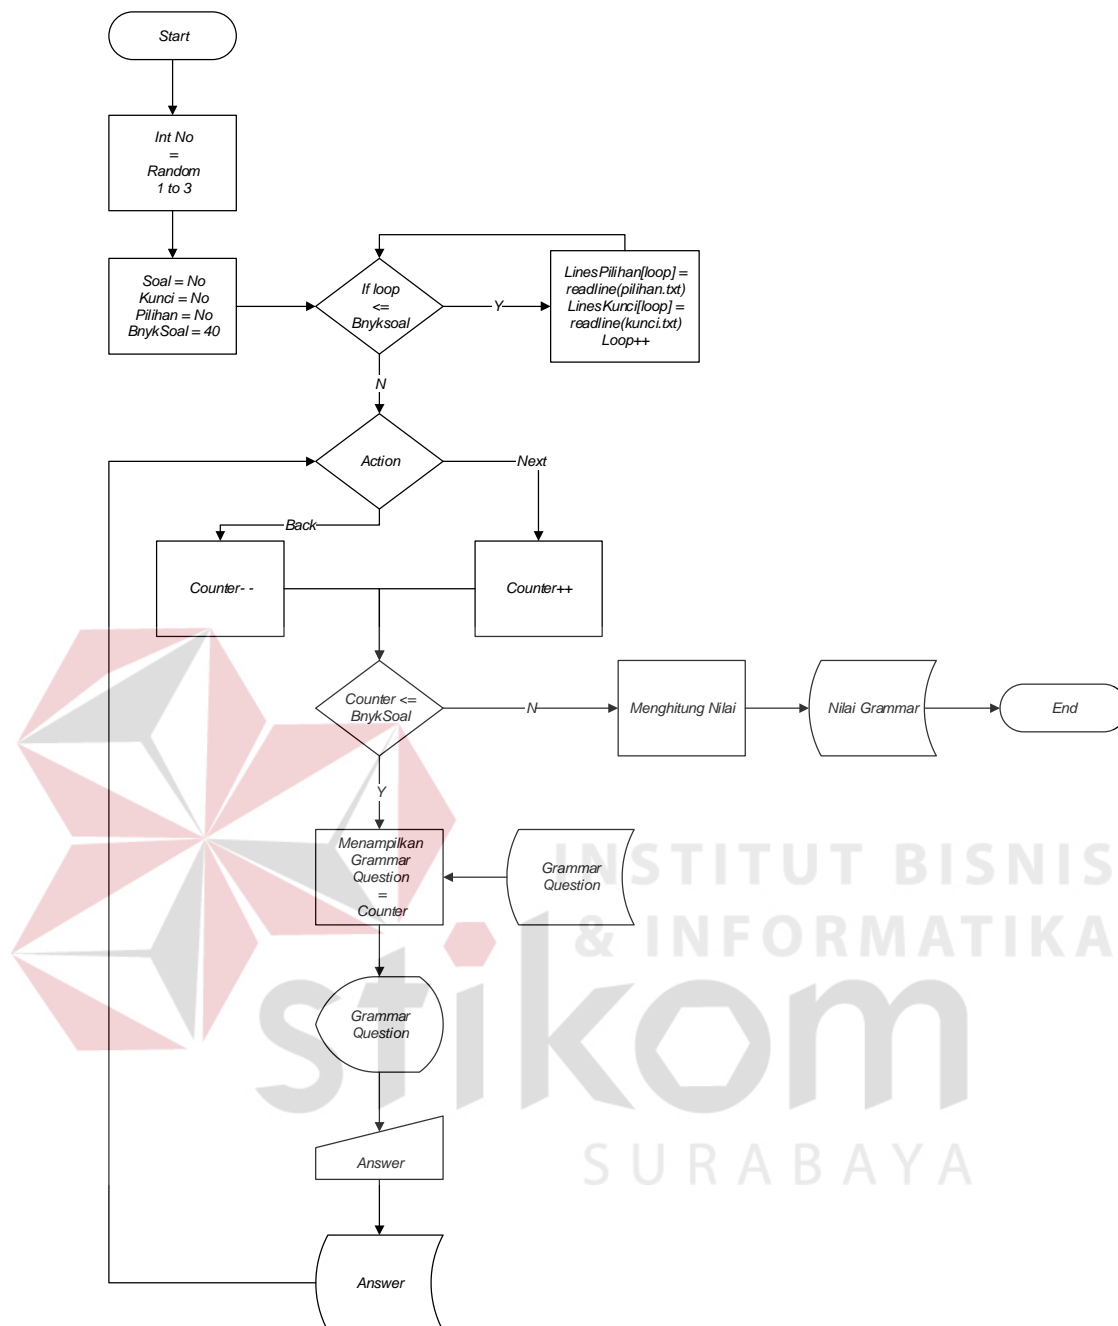 Start
Int No
=
Random
1 to 3
Soal = No
Kunci = No
Pilihan = No
BnykSoal = 40
If loop
<=
Bnyksoal
Y
LinesPilihan[loop] =
readline(pilihan.txt)
LinesKunci[loop] =
readline(kunci.txt)
Loop++
N
Action
Next
Back
Counter- -
Counter++
Counter <=
BnykSoal
N
Menghitung Nilai
Nilai Grammar
End
Y
Menampilkan
Grammar
Question
=
Counter
Grammar
Question
INSTITUT BISNIS
& INFORMATIKA
stikom
SURABAYA
Grammar
Question
Answer
Answer